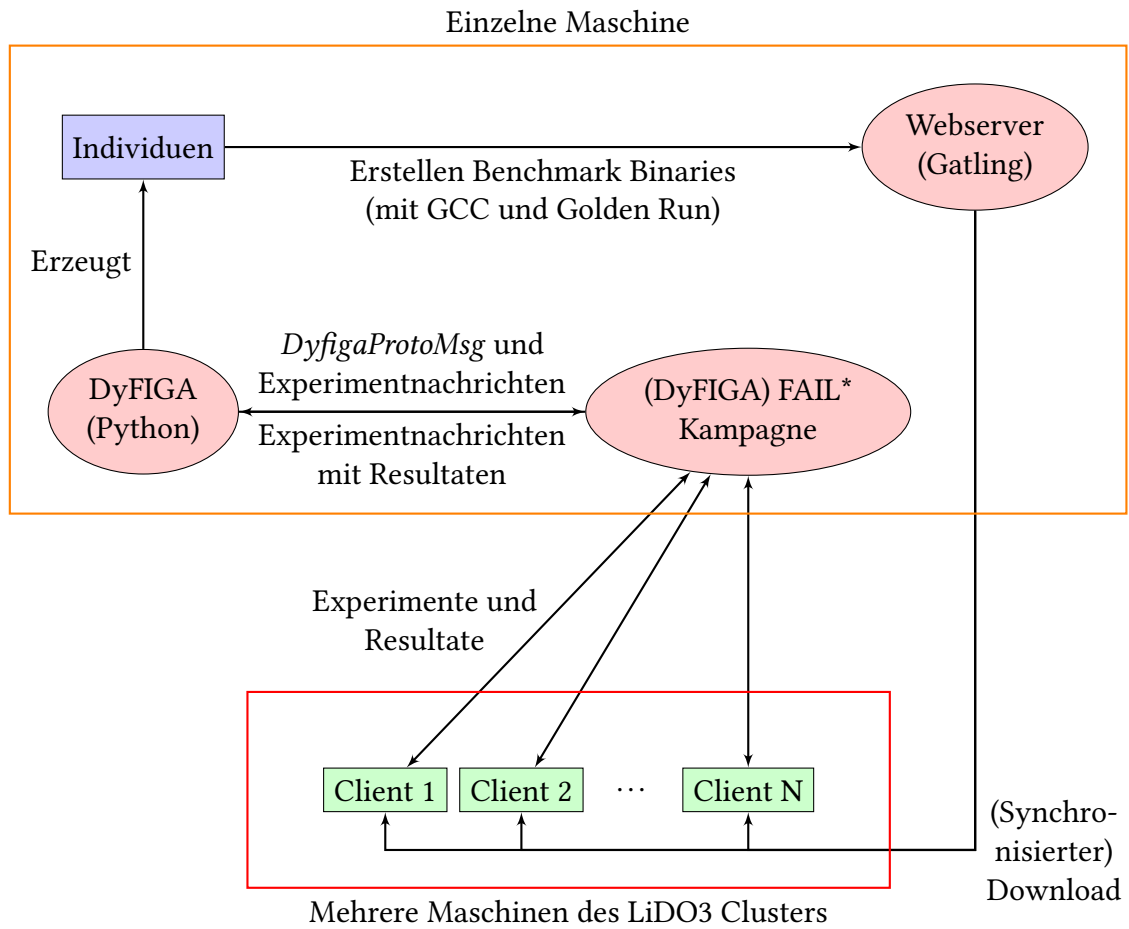 Einzelne Maschine
Individuen
Erstellen Benchmark Binaries
(mit GCC und Golden Run)
Webserver
(Gatling)
Erzeugt
DyFIGA
(Python)
DyfigaProtoMsg und
Experimentnachrichten
Experimentnachrichten
mit Resultaten
(DyFIGA) FAIL*
Kampagne
Experimente und
Resultate
Client 1
Client 2
···
Client N
(Synchro-
nisierter)
Download
Mehrere Maschinen des LiDO3 Clusters